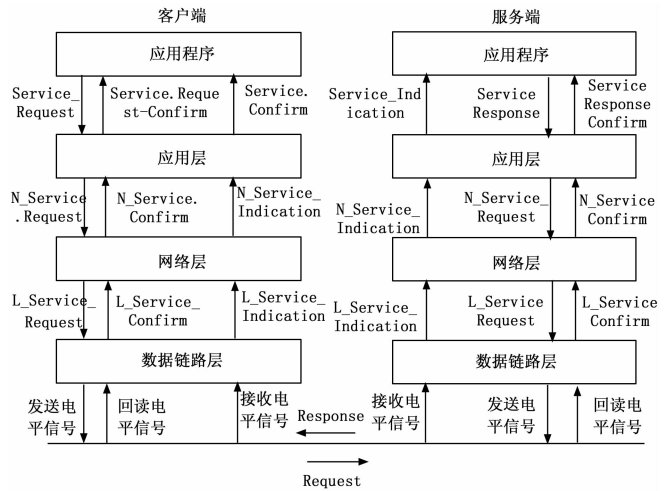 客户端
服务端
应用程序
应用程序
Service_
Request
Service.Reque
st-Confirm
Service.
Confirm
Service_Ind
ication
Service
Response
Service
Response
Confirm
应用层
应用层
N_Service
.Request
N_Service.
Confirm
N_Service_
Indication
N_Service_
Indication
N_Service_
Request
N_Service
Confirm
网络层
网络层
L_Service_
Request
L_Service_
Confirm
L_Service_
Indication
L_Service_
Indication
L_Service
Request
L_Service
Confirm
数据链路层
数据链路层
发送电
平信号
回读电
平信号
接收电
平信号
Response
接收电
平信号
发送电
平信号
回读电
平信号
Request